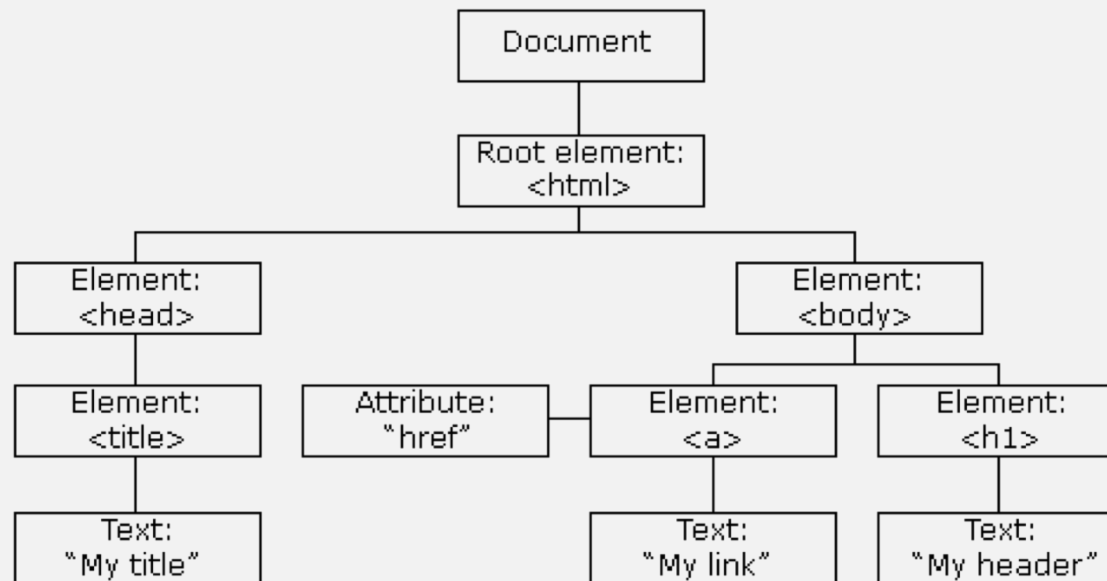 Document
Root element:
<html>
Element:
<head>
Element:
<body>
Element:
<title>
Attribute:
“href”
Element:
<a>
Element:
<h1>
Text:
“My title”
Text:
“My link”
Text:
“My header”